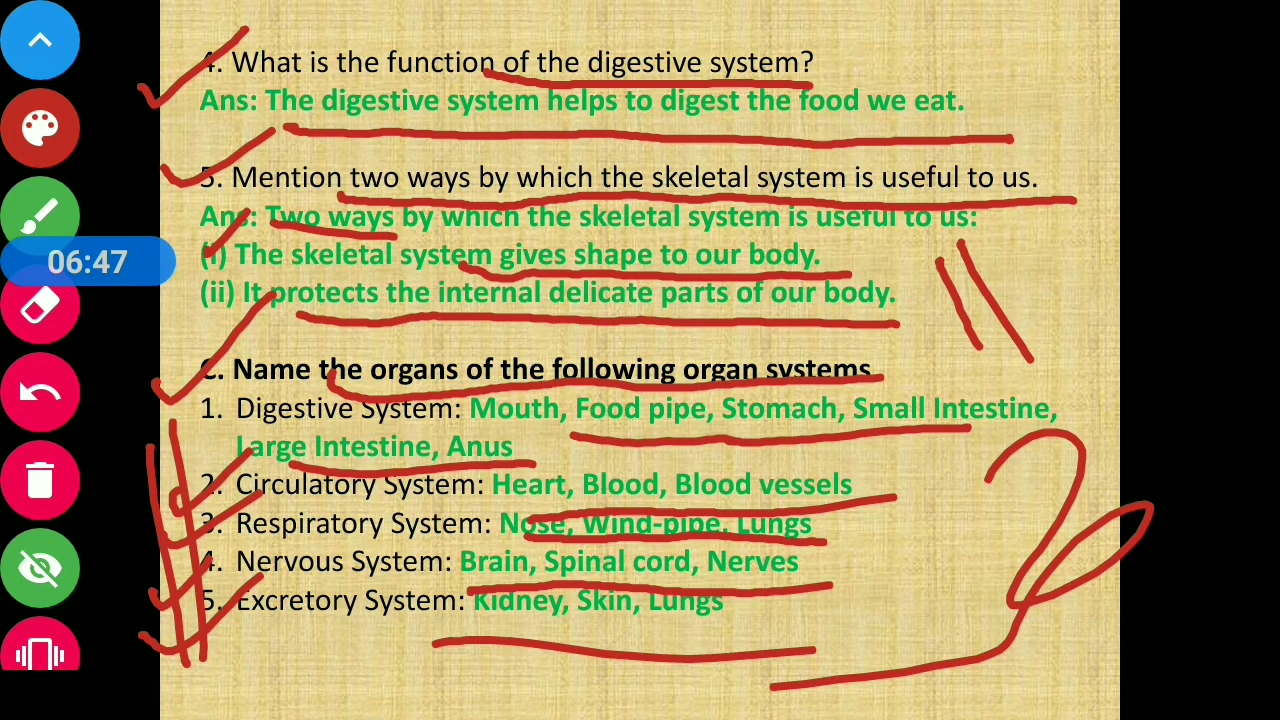 4. What is the function of the digestive system?
Ans: The digestive system helps to digest the food we eat.
5. Mention two ways by which the skeletal system is useful to us.
Ans: Two ways by which the skeletal system is useful to us:
(i) The skeletal system gives shape to our body.
(ii) It protects the internal delicate parts of our body.
06:47
C. Name the organs of the following organ systems
1. Digestive System: Mouth, Food pipe, Stomach, Small Intestine,
Large Intestine, Anus
2. Circulatory System: Heart, Blood, Blood vessels
3. Respiratory System: Nose, Wind-pipe, Lungs
4. Nervous System: Brain, Spinal cord, Nerves
5. Excretory System: Kidney, Skin, Lungs